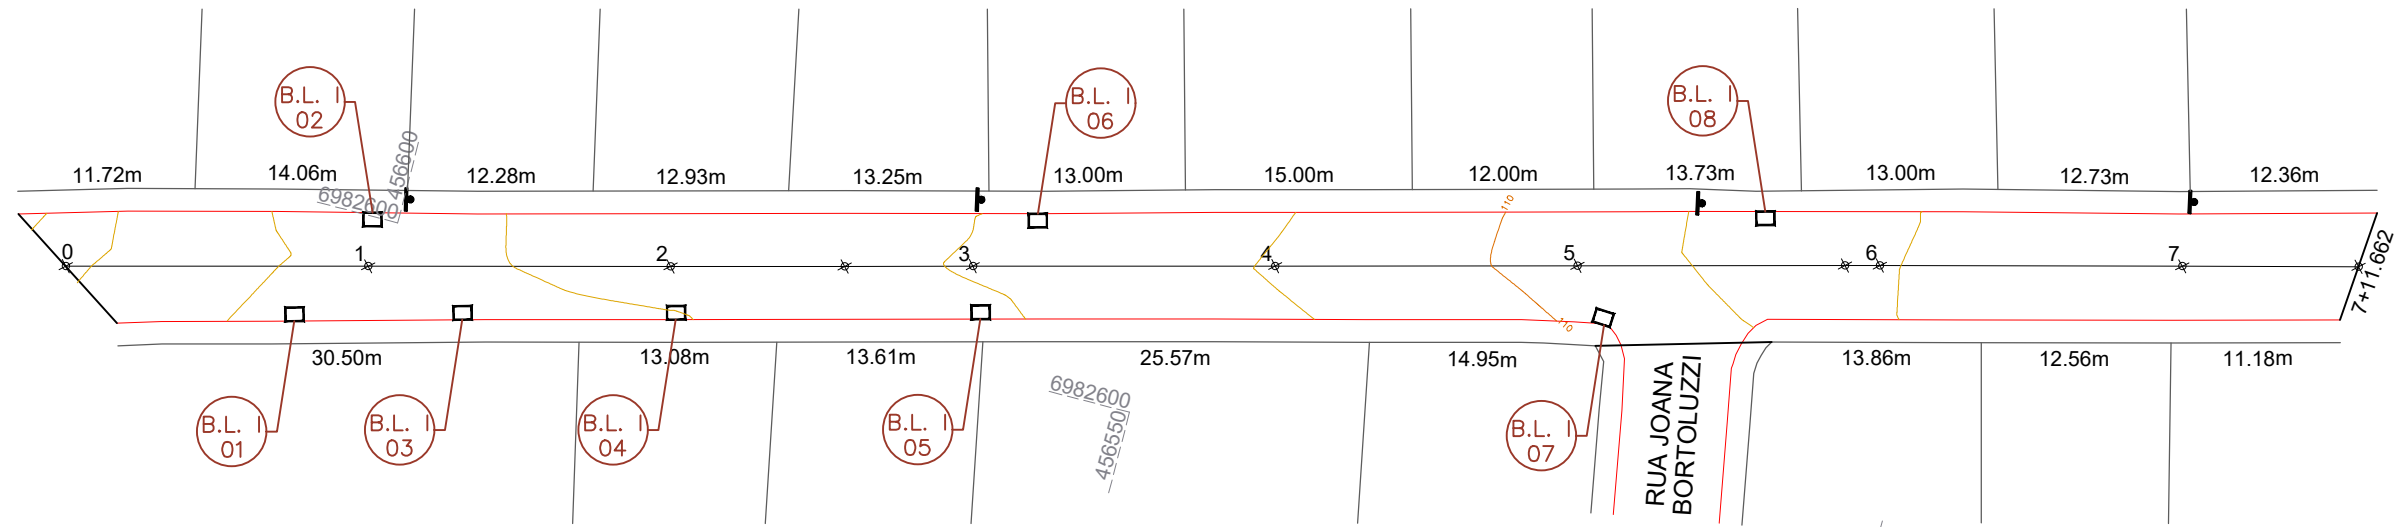 B.L. I
02
B.L. I
06
B.L. I
08
456600
6982600
11.72m
14.06m
12.28m
12.93m
13.25m
13.00m
15.00m
12.00m
13.73m
13.00m
12.73m
12.36m
110
0
1
2
3
4
5
6
7
7+11.662
110
30.50m
13.08m
13.61m
25.57m
14.95m
13.86m
12.56m
11.18m
B.L. I
01
B.L. I
03
B.L. I
04
B.L. I
05
6982600
456550
B.L. I
07
RUA JOANA
BORTOLUZZI